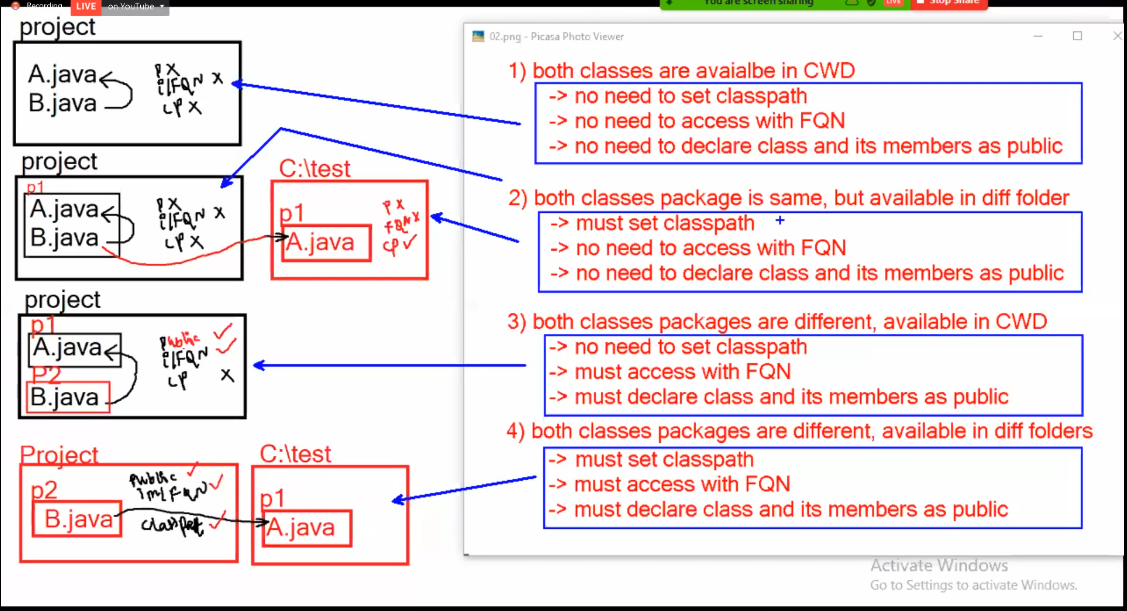 Recording
LIVE
on YouTube
You are screen sharing
LIVE
Stop Share
project
A.java
B.java
P X
i/FQN X
CP X
project
p1
A.java
B.java
P X
i/FQN X
CP X
C:\test
p1
A.java
P X
FQN X
CP ✓
project
p1
A.java
P2
B.java
public ✓
i/FQN ✓
CP X
Project
p2
B.java
public ✓
im/FQN ✓
✓
C:\test
p1
A.java
02.png - Picasa Photo Viewer
1) both classes are avaialbe in CWD
-> no need to set classpath
-> no need to access with FQN
-> no need to declare class and its members as public
2) both classes package is same, but available in diff folder
-> must set classpath +
-> no need to access with FQN
-> no need to declare class and its members as public
3) both classes packages are different, available in CWD
-> no need to set classpath
-> must access with FQN
-> must declare class and its members as public
4) both classes packages are different, available in diff folders
-> must set classpath
-> must access with FQN
-> must declare class and its members as public
Activate Windows
Go to Settings to activate Windows.